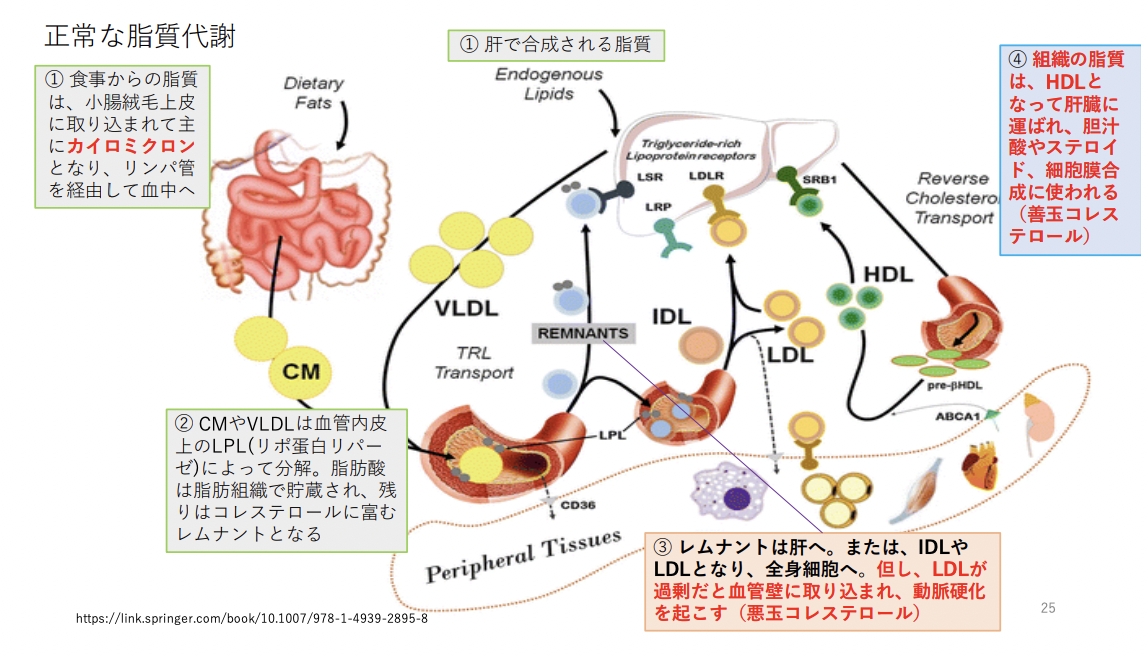 正常な脂質代謝
① 肝で合成される脂質
① 食事からの脂質
は、小腸絨毛上皮
に取り込まれて主
にカイロミクロン
となり、リンパ管
を経由して血中へ
Dietary
Fats
Endogenous
Lipids
④ 組織の脂質
は、HDLと
なって肝臓に
運ばれ、胆汁
酸やステロイ
ド、細胞膜合
成に使われる
（善玉コレス
テロール）
Triglyceride-rich
Lipoprotein receptors
LSR
LDLR
SRB1
LRP
Reverse
Cholesterol
Transport
VLDL
REMNANTS
IDL
HDL
LDL
TRL
Transport
CM
pre-βHDL
ABCA1
② CMやVLDLは血管内皮
上のLPL(リポ蛋白リパー
ゼ)によって分解。脂肪酸
は脂肪組織で貯蔵され、残
りはコレステロールに富む
レムナントとなる
LPL
CD36
Peripheral Tissues
③ レムナントは肝へ。または、IDLや
LDLとなり、全身細胞へ。但し、LDLが
過剰だと血管壁に取り込まれ、動脈硬化
を起こす（悪玉コレステロール）
https://link.springer.com/book/10.1007/978-1-4939-2895-8
25